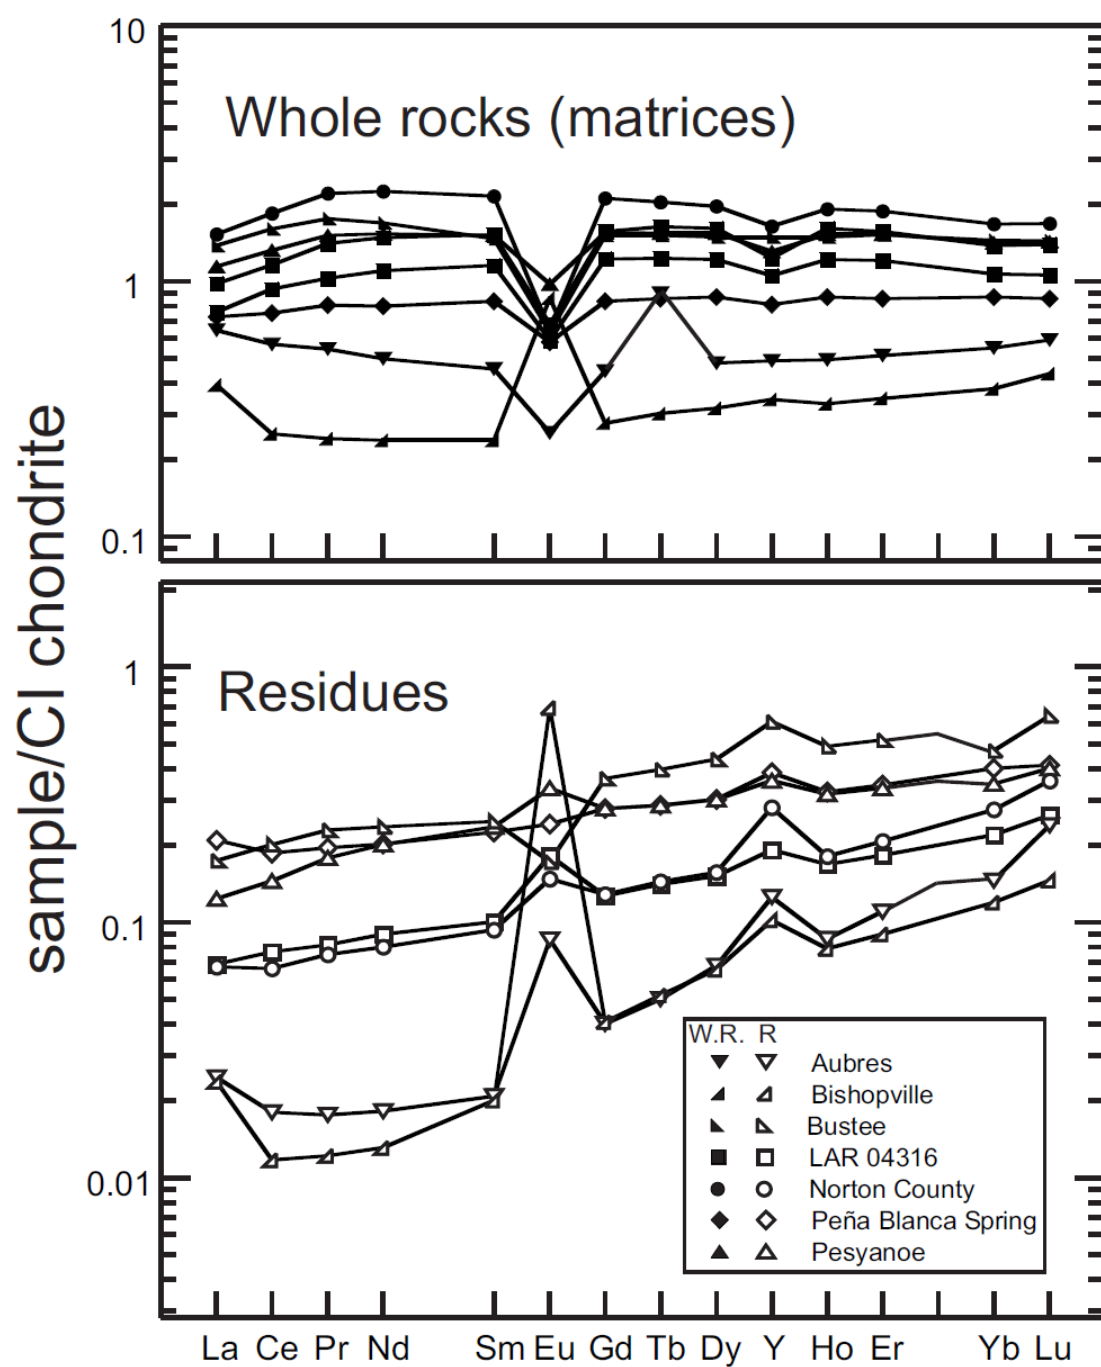 10
Whole rocks (matrices)
1
0.1
sample/CI chondrite
1
Residues
0.1
0.01
W.R. R
Aubres
Bishopville
Bustee
LAR 04316
Norton County
Peña Blanca Spring
Pesyanoe
La Ce Pr Nd Sm Eu Gd Tb Dy Y Ho Er Yb Lu